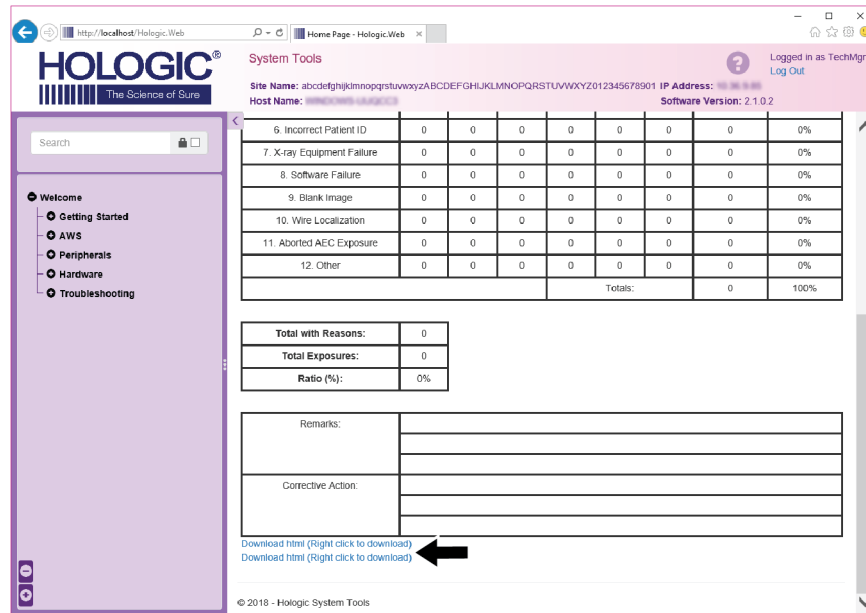 http://localhost/Hologic.Web
Home Page - Hologic.Web
HOLOGIC®
The Science of Sure
System Tools
Logged in as TechMgr
Log Out
Site Name: abcdefghijklmnopqrstuvwxyzABCDEFGHIJKLMNOPQRSTUVWXYZ012345678901 IP Address:
Host Name:
Software Version: 2.1.0.2
Search
Welcome
Getting Started
AWS
Peripherals
Hardware
Troubleshooting
6. Incorrect Patient ID 0 0 0 0 0 0 0 0%
7. X-ray Equipment Failure 0 0 0 0 0 0 0 0%
8. Software Failure 0 0 0 0 0 0 0 0%
9. Blank Image 0 0 0 0 0 0 0 0%
10. Wire Localization 0 0 0 0 0 0 0 0%
11. Aborted AEC Exposure 0 0 0 0 0 0 0 0%
12. Other 0 0 0 0 0 0 0 0%
Totals: 0 100%
Total with Reasons: 0
Total Exposures: 0
Ratio (%): 0%
Remarks:
Corrective Action:
Download html (Right click to download)
Download html (Right click to download)
© 2018 - Hologic System Tools